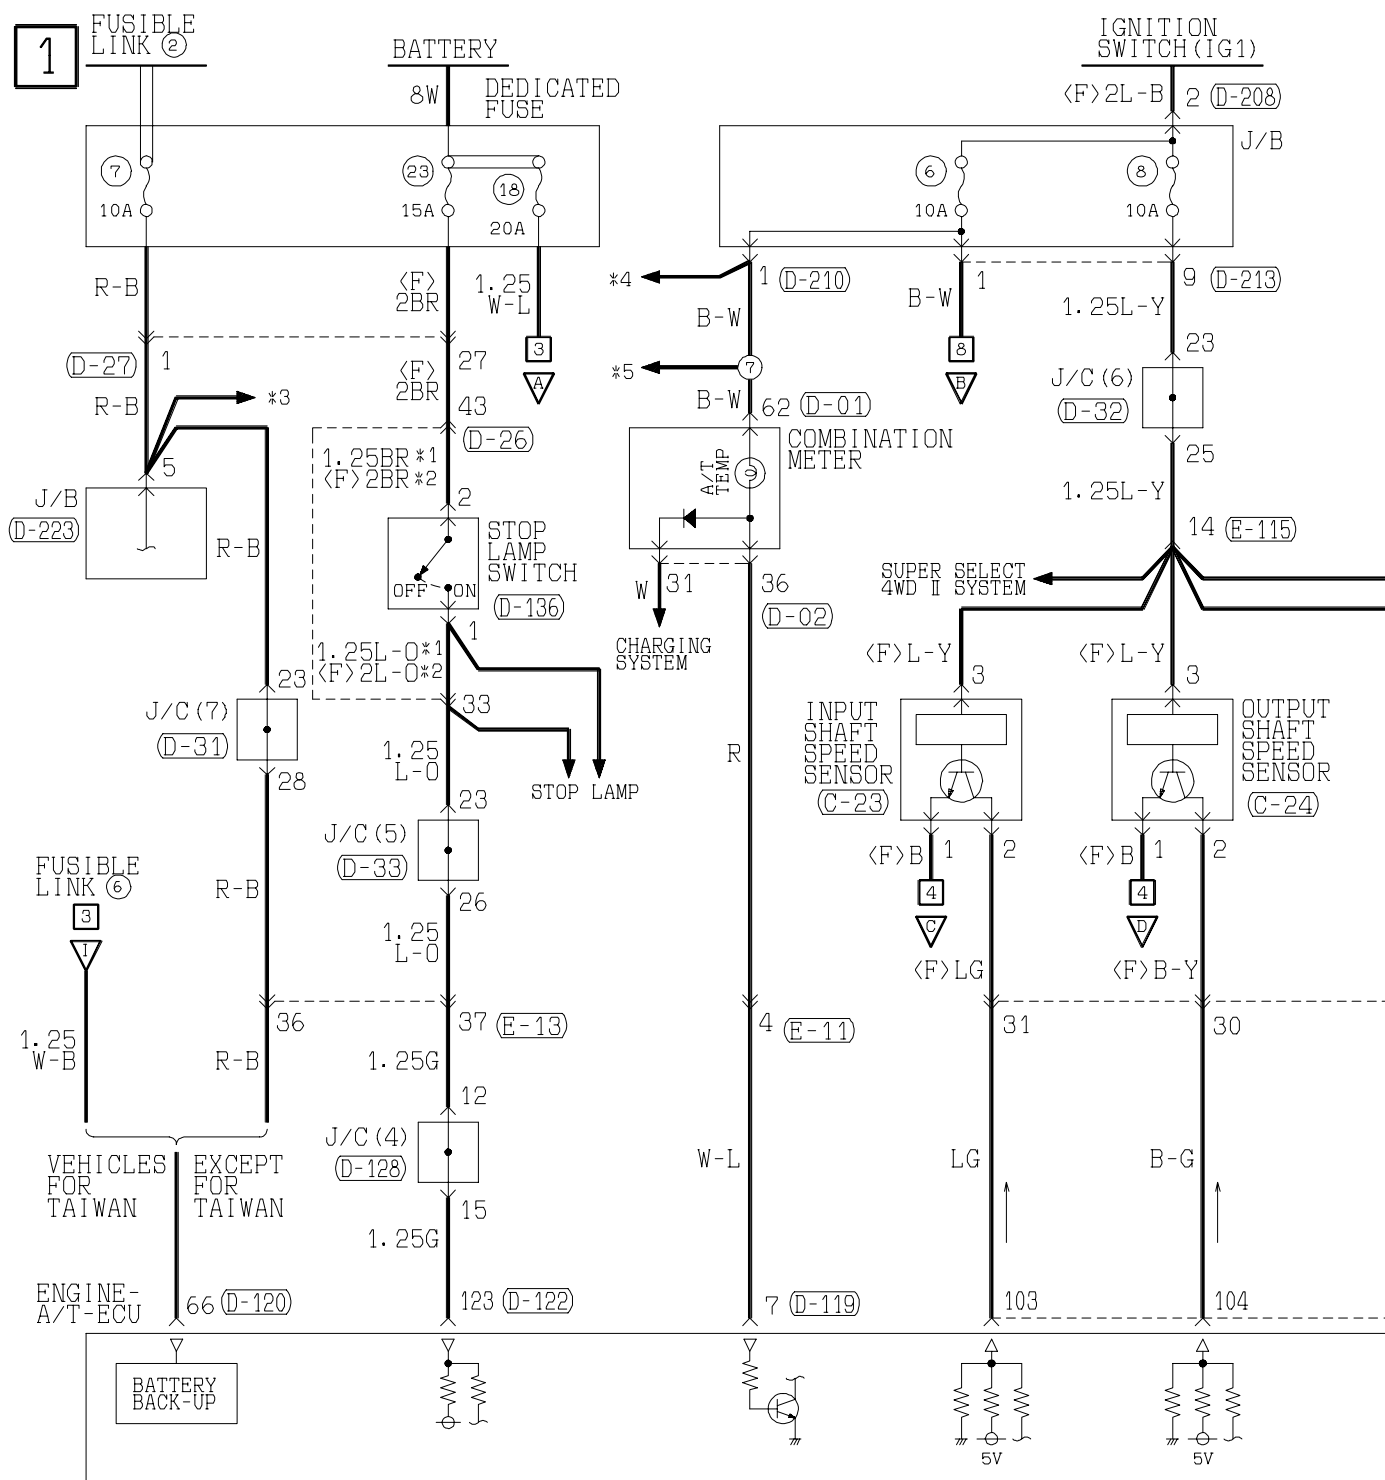 1
FUSIBLE
LINK ②
BATTERY
IGNITION
SWITCH(IG1)
8W
DEDICATED
FUSE
<F>2L-B
2
D-208
J/B
7
10A
23
15A
18
20A
6
10A
8
10A
R-B
<F>
2BR
1.25
W-L
*4
1
D-210
B-W
B-W
1
9
D-213
1.25L-Y
D-27
1
27
3
A
*5
7
8
B
23
J/C(6)
D-32
R-B
*3
<F>
2BR
43
D-26
B-W
62
D-01
COMBINATION
METER
A/T
TEMP
25
1.25L-Y
5
J/B
D-223
1.25BR*1
<F>2BR*2
2
STOP
LAMP
SWITCH
D-136
OFF
ON
R-B
14
E-115
SUPER SELECT
4WD Ⅱ SYSTEM
W
31
36
D-02
CHARGING
SYSTEM
1
1.25L-O*1
<F>2L-O*2
33
<F>L-Y
3
<F>L-Y
3
23
J/C(7)
D-31
28
1.25
L-O
STOP LAMP
R
INPUT
SHAFT
SPEED
SENSOR
C-23
OUTPUT
SHAFT
SPEED
SENSOR
C-24
23
J/C(5)
D-33
26
<F>B
1
2
<F>B
1
2
4
C
4
D
FUSIBLE
LINK ⑥
3
I
R-B
1.25
L-O
<F>LG
<F>B-Y
36
37
E-13
4
E-11
31
30
1.25
W-B
R-B
1.25G
12
J/C(4)
D-128
15
1.25G
W-L
LG
B-G
VEHICLES
FOR
TAIWAN
EXCEPT
FOR
TAIWAN
ENGINE-
A/T-ECU
66
D-120
123
D-122
7
D-119
103
104
BATTERY
BACK-UP
5V
5V